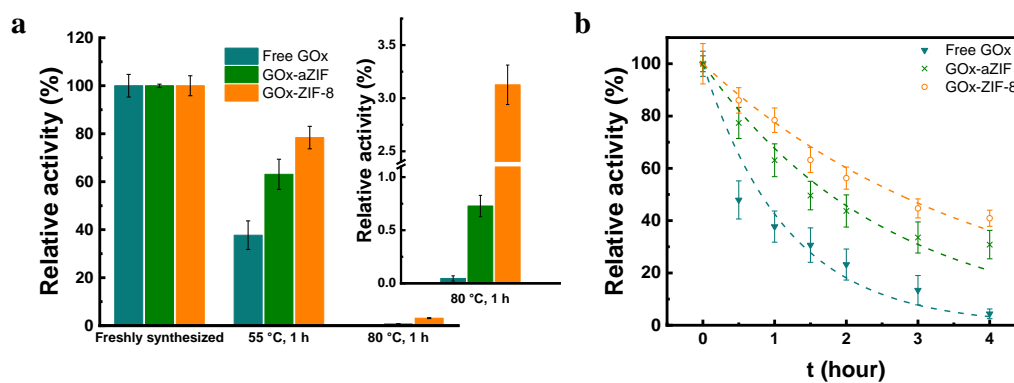 a
Relative activity (%)
120
100
80
60
40
20
0
Free GOx
GOx-aZIF
GOx-ZIF-8
Freshly synthesized
55 °C, 1 h
80 °C, 1 h
Relative activity (%)
3.5
3.0
2.5
1.0
0.5
0.0
80 °C, 1 h
b
Relative activity (%)
100
80
60
40
20
0
Free GOx
GOx-aZIF
GOx-ZIF-8
0
1
2
3
4
t (hour)